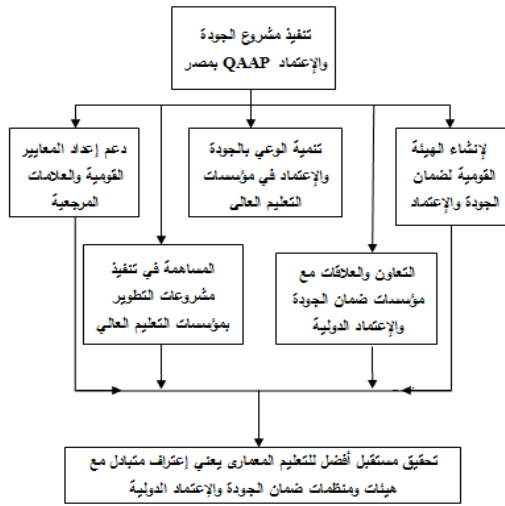 تنفيذ مشروع الجودة
والإعتماد QAAP بمصر
لإنشاء الهيئة
القومية لضمان
الجودة والإعتماد
تنمية الوعي بالجودة
والإعتماد في مؤسسات
التعليم العالى
دعم إعداد المعايير
القومية والعلامات
المرجعية
التعاون والعلاقات مع
مؤسسات ضمان الجودة
والإعتماد الدولية
المساهمة في تنفيذ
مشروعات التطوير
بمؤسسات التعليم العالي
تحقيق مستقبل أفضل للتعليم المعمارى يعني إعتراف متبادل مع
هيئات ومنظمات ضمان الجودة والإعتماد الدولية